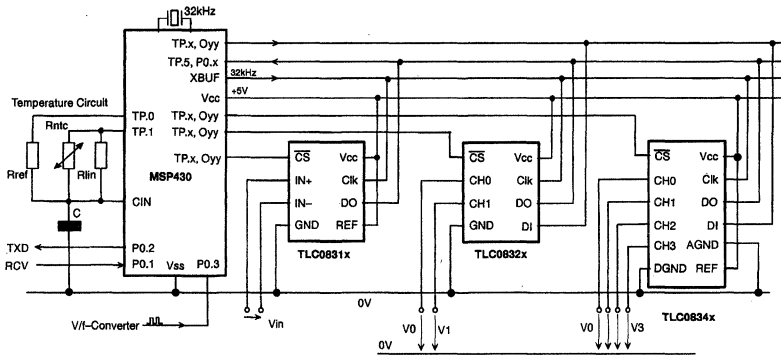 32kHz
TP.x, Oyy
TP.5, P0.x
XBUF 32kHz
Vcc +5V
Temperature Circuit
TP.0 TP.x, Oyy
Rntc TP.1 TP.x, Oyy
TP.x, Oyy
Rref Rlin MSP430
CIN
C
TXD P0.2
RCV P0.1 Vss P0.3
V/f–Converter
CS Vcc
IN+ Clk
IN– DO
GND REF
TLC0831x
Vin
CS Vcc
CH0 Clk
CH1 DO
GND DI
TLC0832x
V0 V1
CS Vcc
CH0 Clk
CH1 DO
CH2 DI
CH3 AGND
DGND REF
TLC0834x
V0 V3
0V
0V